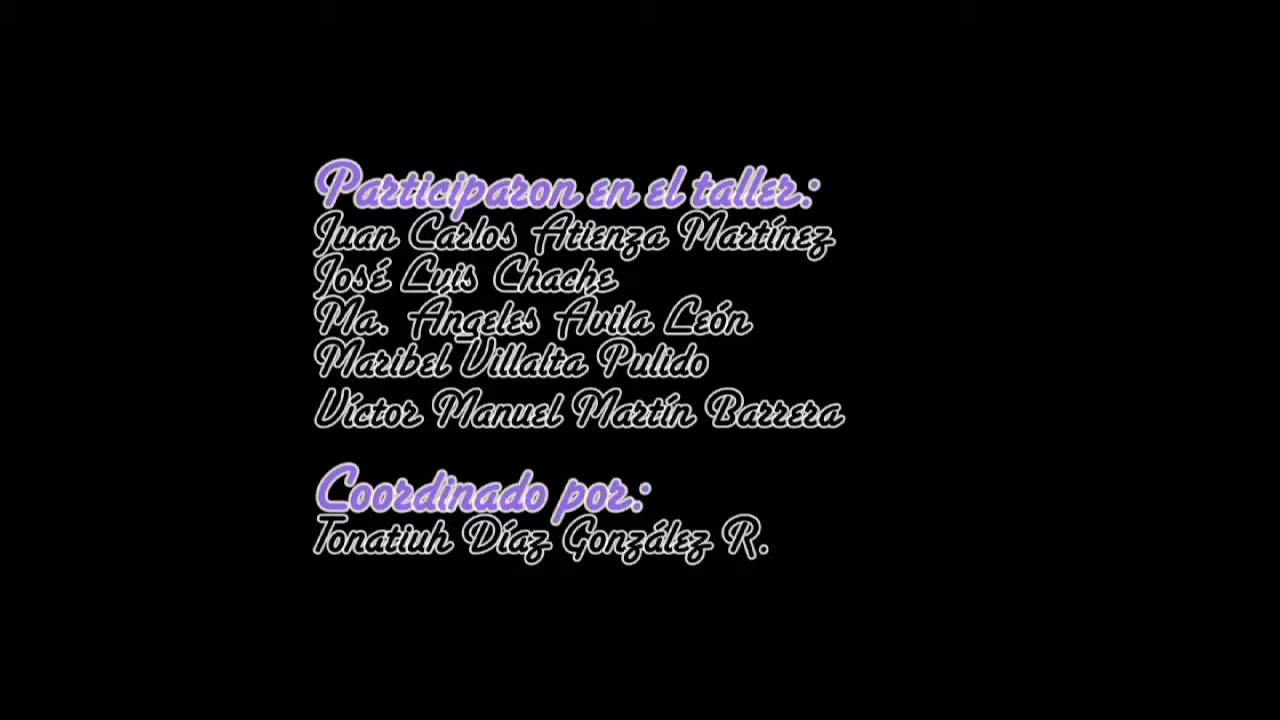 Participaron en el taller:
Juan Carlos Atienza Martínez
José Luis Chache
Ma. Ángeles Avila León
Maribel Villalta Pulido
Víctor Manuel Martín Barrera
Coordinado por:
Tonatiuh Díaz González R.